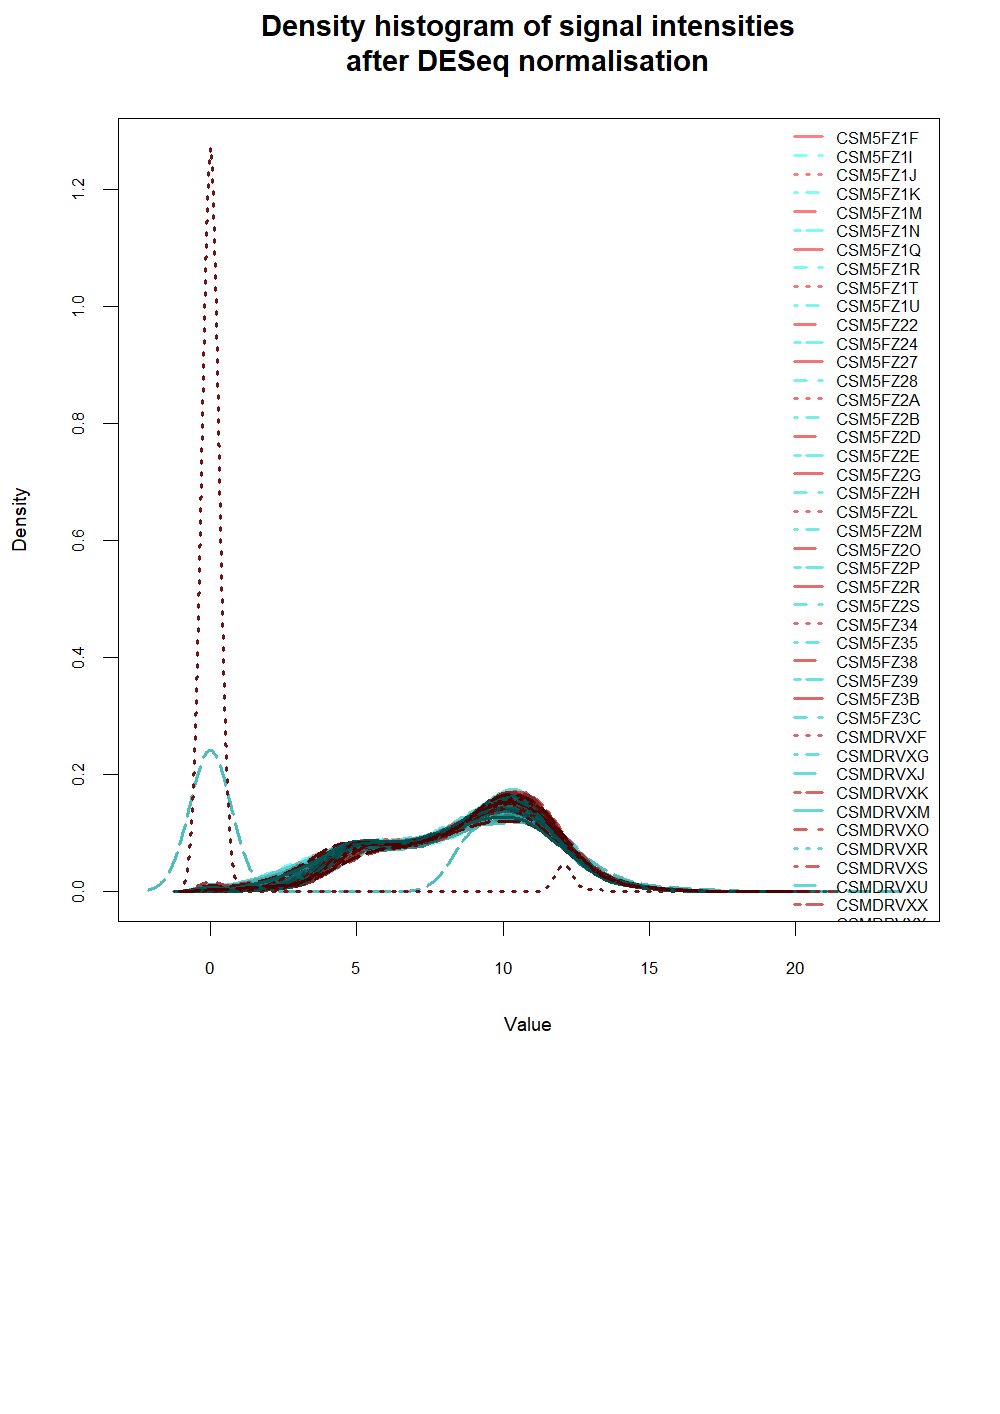 Density histogram of signal intensities
after DESeq normalisation
CSM5FZ1F
CSM5FZ1I
CSM5FZ1J
CSM5FZ1K
CSM5FZ1M
CSM5FZ1N
CSM5FZ1Q
CSM5FZ1R
CSM5FZ1T
CSM5FZ1U
CSM5FZ22
CSM5FZ24
CSM5FZ27
CSM5FZ28
CSM5FZ2A
CSM5FZ2B
CSM5FZ2D
CSM5FZ2E
CSM5FZ2G
CSM5FZ2H
CSM5FZ2L
CSM5FZ2M
CSM5FZ2O
CSM5FZ2P
CSM5FZ2R
CSM5FZ2S
CSM5FZ34
CSM5FZ35
CSM5FZ38
CSM5FZ39
CSM5FZ3B
CSM5FZ3C
CSMDRVXF
CSMDRVXG
CSMDRVXJ
CSMDRVXK
CSMDRVXM
CSMDRVXO
CSMDRVXR
CSMDRVXS
CSMDRVXU
CSMDRVXX
Density
1.2
1.0
0.8
0.6
0.4
0.2
0.0
0 5 10 15 20
Value